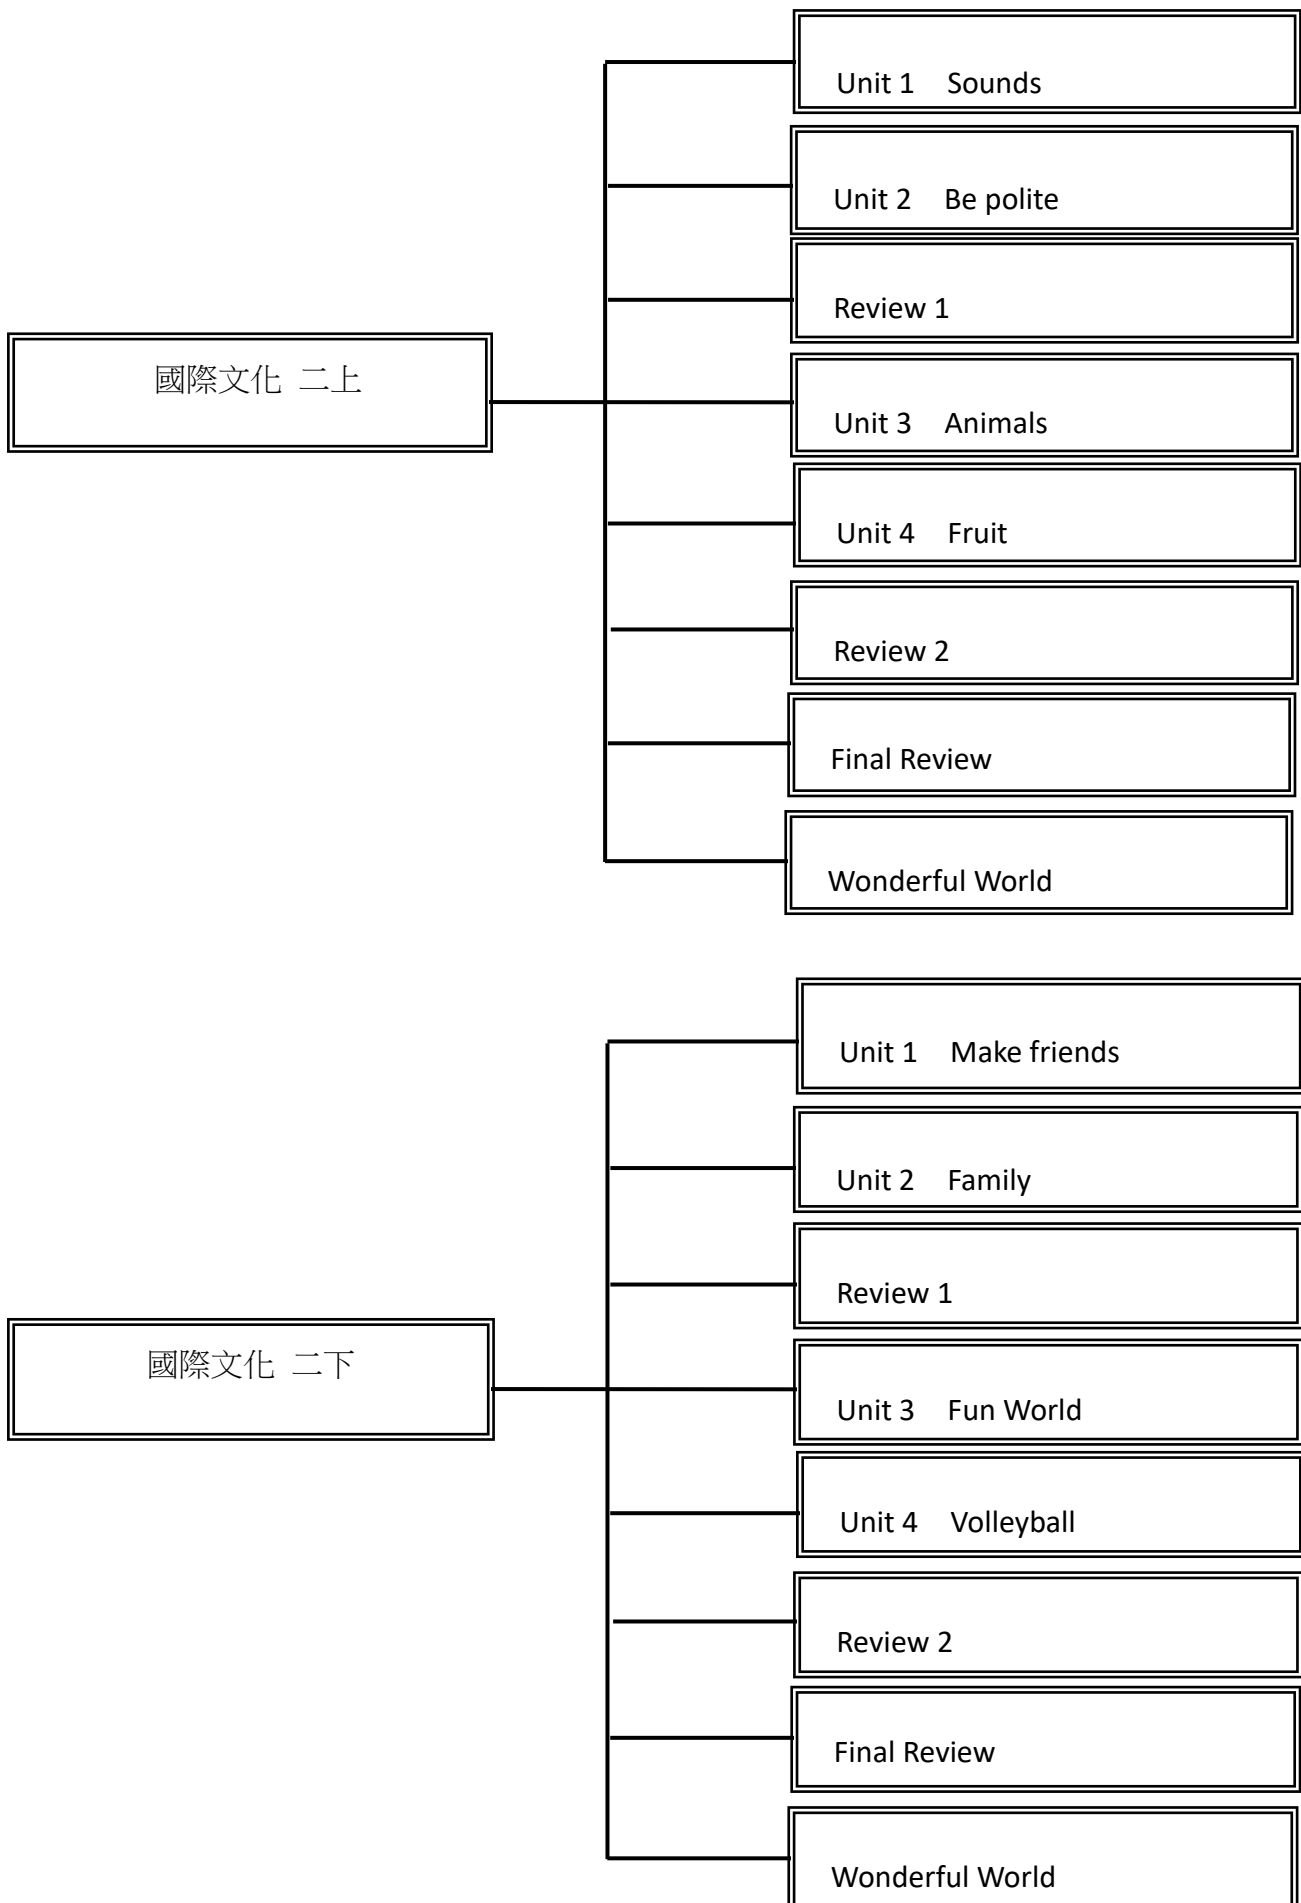 Unit 1 Sounds
Unit 2 Be polite
Review 1
國際文化 二上
Unit 3 Animals
Unit 4 Fruit
Review 2
Final Review
Wonderful World
Unit 1 Make friends
Unit 2 Family
Review 1
國際文化 二下
Unit 3 Fun World
Unit 4 Volleyball
Review 2
Final Review
Wonderful World